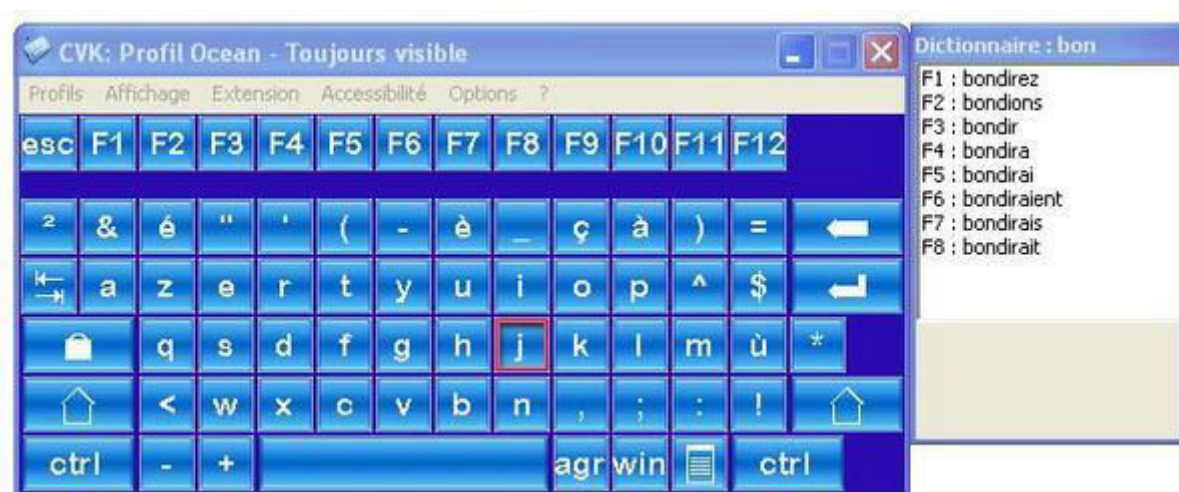 CVK: Profil Ocean - Toujours visible
Profils Affichage Extension Accessibilité Options ?
esc F1 F2 F3 F4 F5 F6 F7 F8 F9 F10 F11 F12
² & é " ' ( - è _ ç à ) =
a z e r t y u i o p ^ $
q s d f g h j k l m ù *
< w x c v b n , ; : !
ctrl - + agr win ctrl
Dictionnaire : bon
F1 : bondirez
F2 : bondions
F3 : bondir
F4 : bondira
F5 : bondirai
F6 : bondiraient
F7 : bondirais
F8 : bondirait